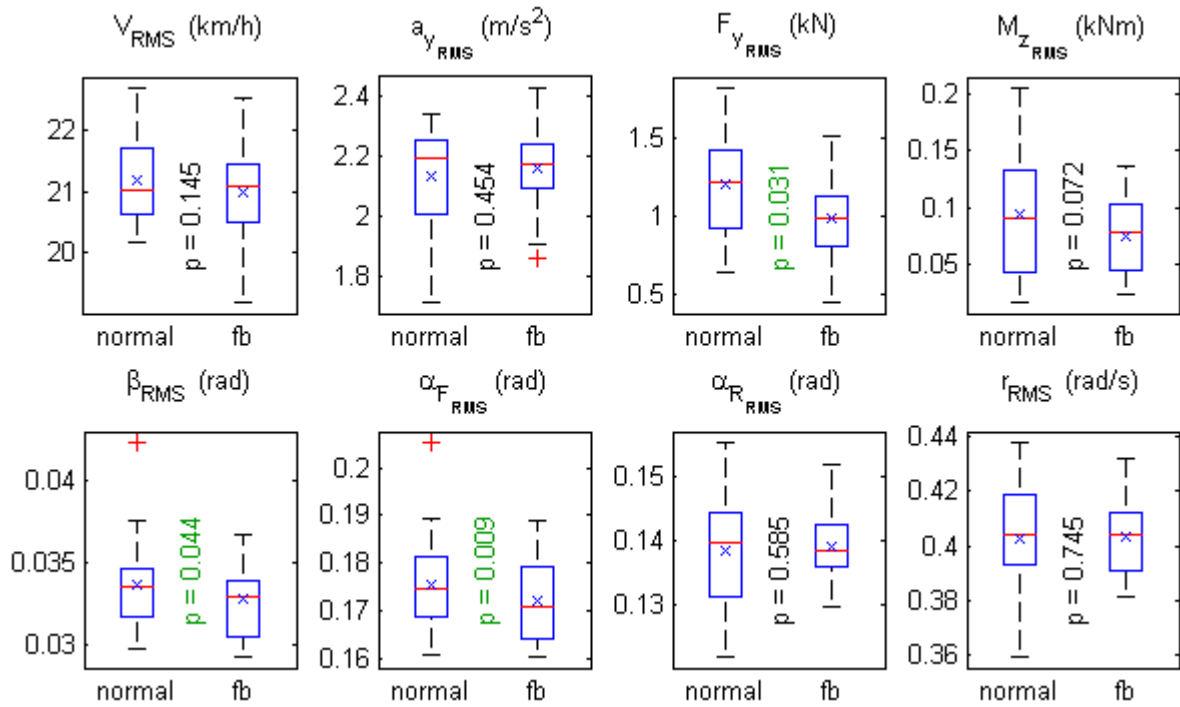 V_RMS (km/h)
a_y_RMS (m/s²)
F_y_RMS (kN)
M_z_RMS (kNm)
22
21
20
p = 0.145
normal fb
2.4
2.2
2
1.8
p = 0.454
normal fb
1.5
1
0.5
p = 0.031
normal fb
0.2
0.15
0.1
0.05
p = 0.072
normal fb
β_RMS (rad)
α_F_RMS (rad)
α_R_RMS (rad)
r_RMS (rad/s)
0.04
0.035
0.03
p = 0.044
normal fb
0.2
0.19
0.18
0.17
0.16
p = 0.009
normal fb
0.15
0.14
0.13
p = 0.585
normal fb
0.44
0.42
0.4
0.38
0.36
p = 0.745
normal fb